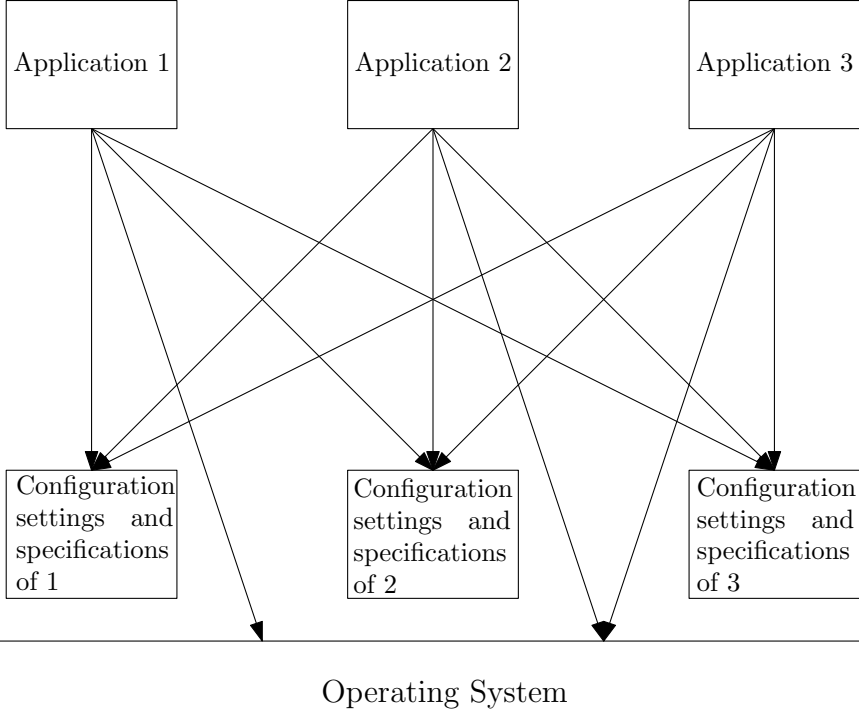 Application 1
Application 2
Application 3
Configuration
settings and
specifications
of 1
Configuration
settings and
specifications
of 2
Configuration
settings and
specifications
of 3
Operating System